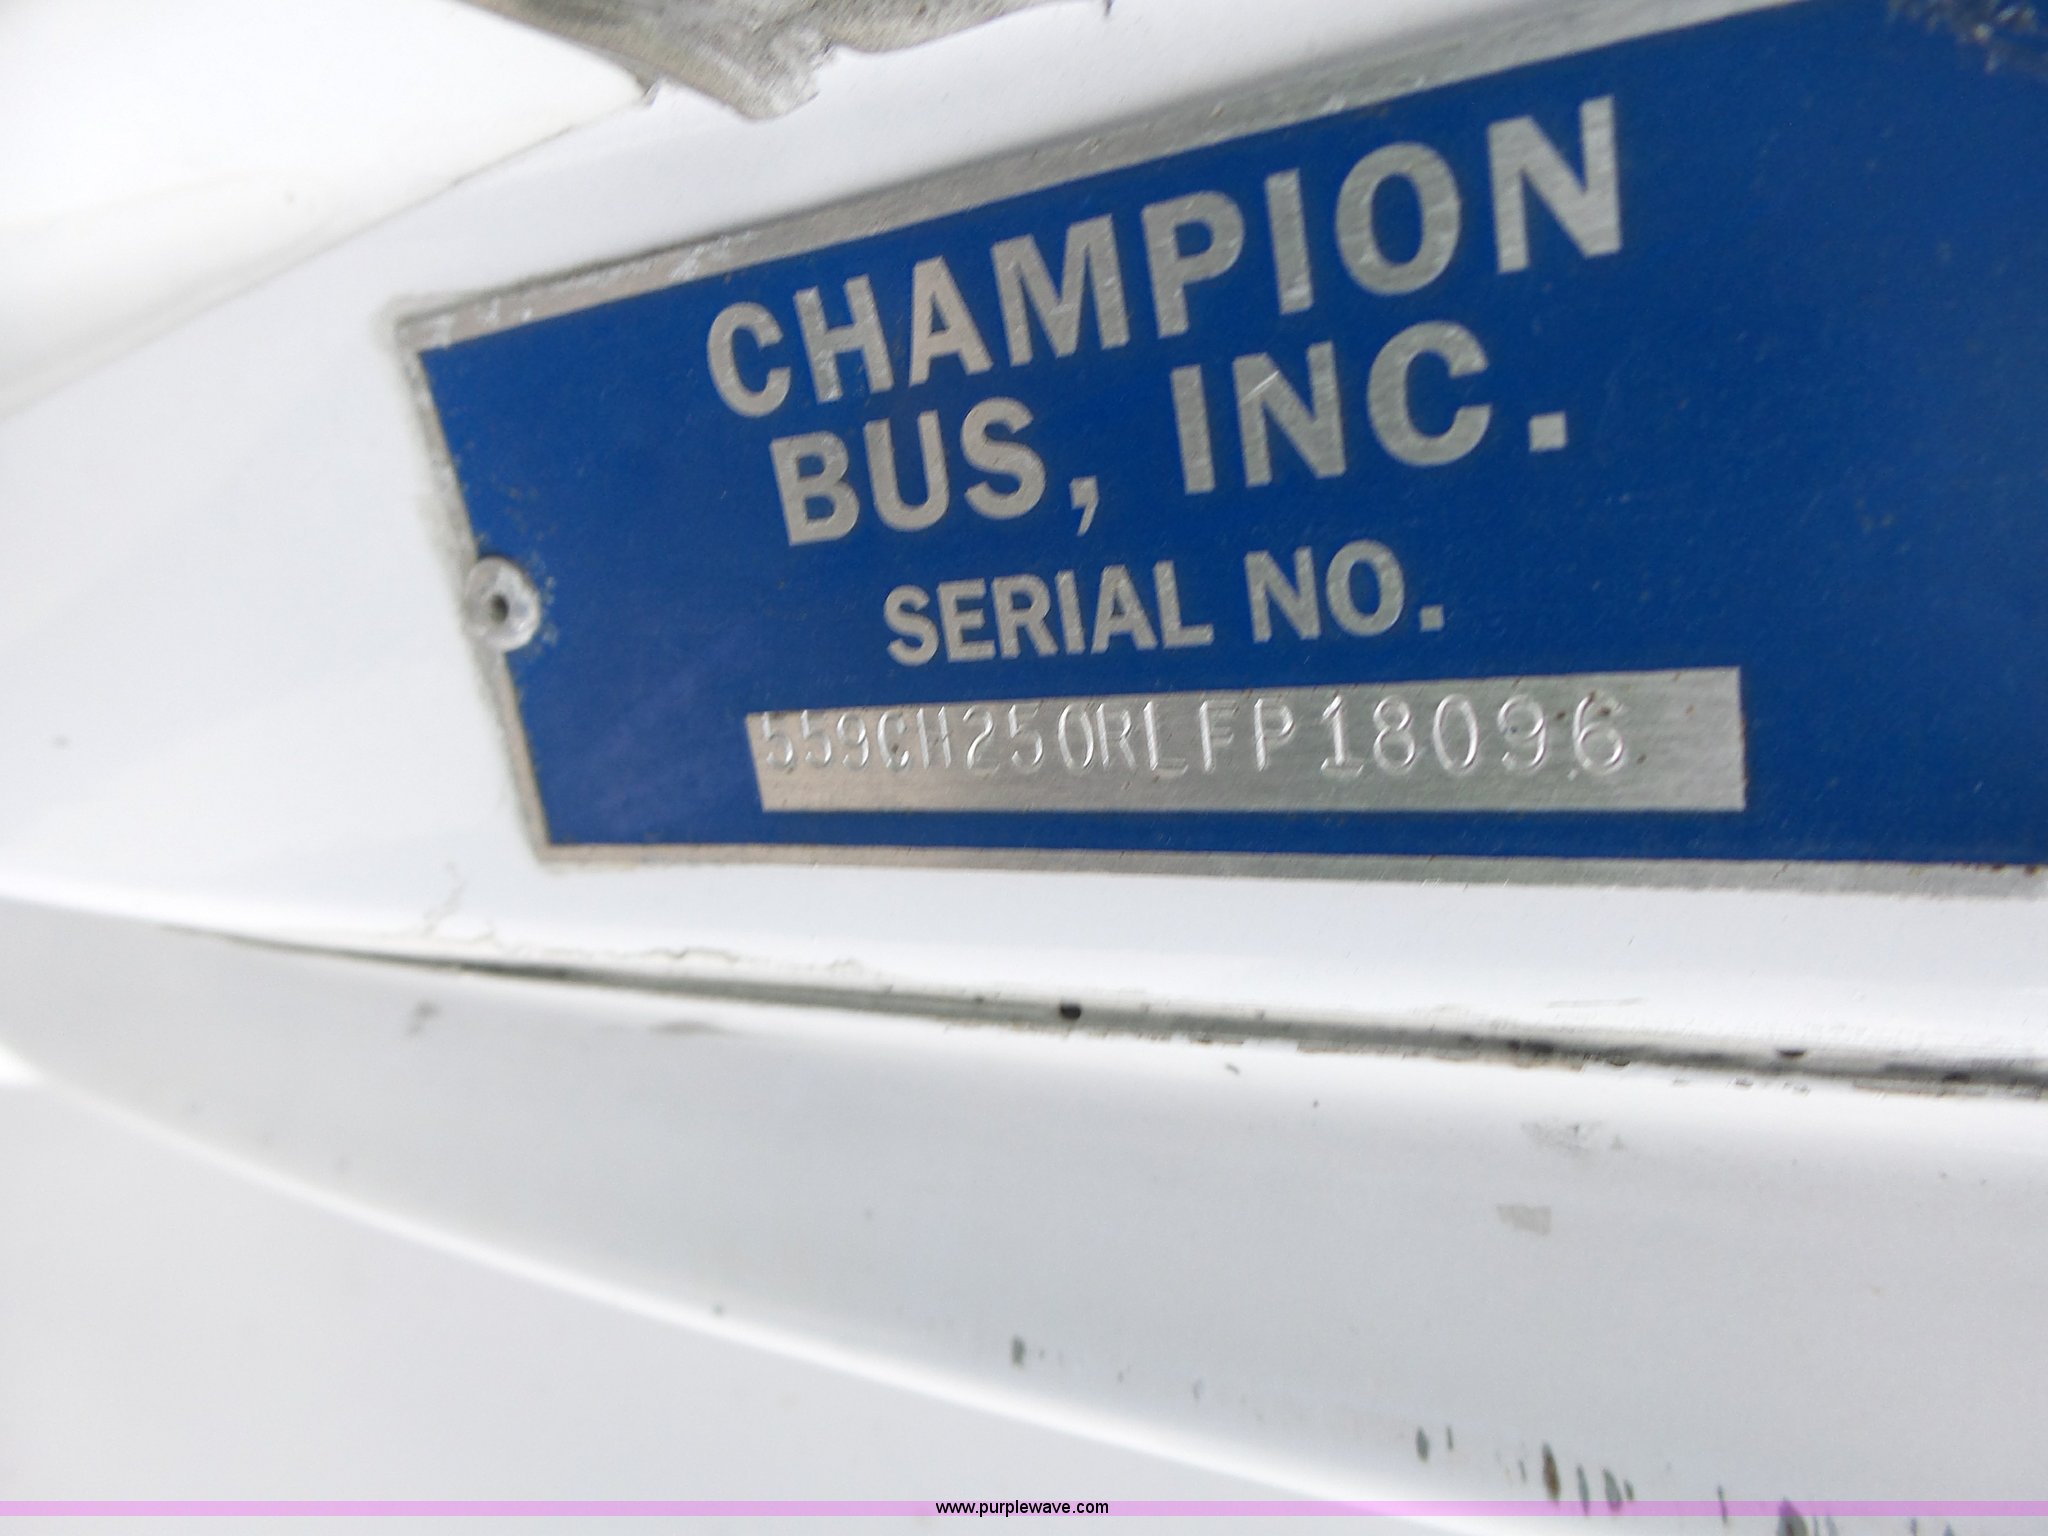 CHAMPION
BUS, INC.
SERIAL NO.
559CH250RLFP18096
www.purplewave.com